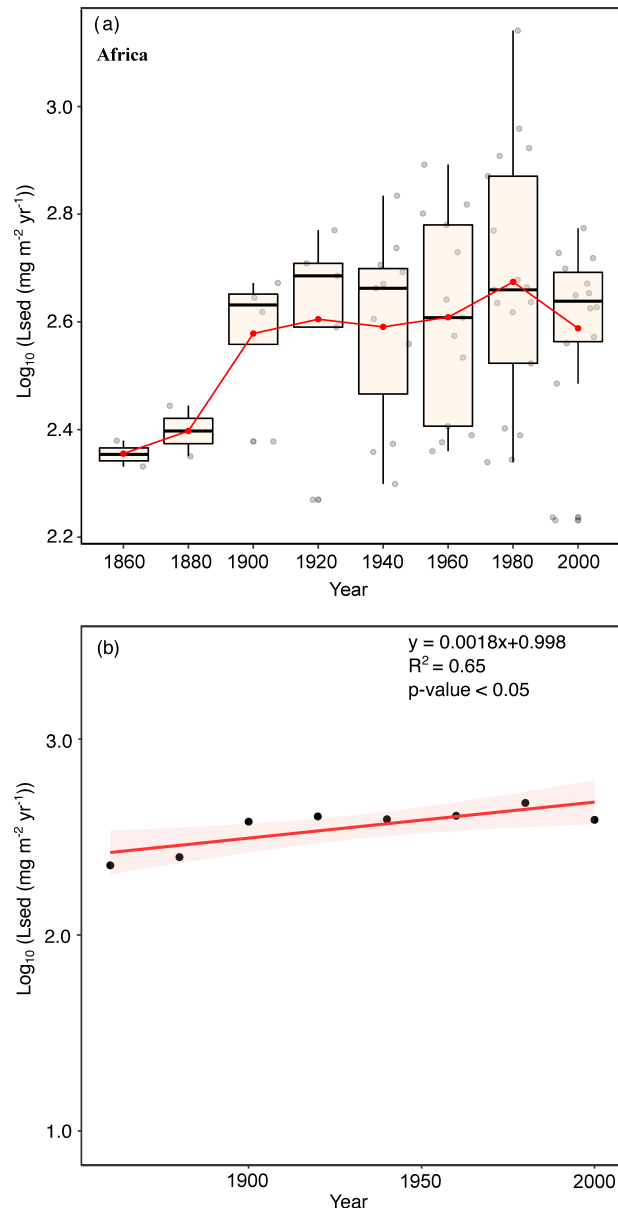 (a)
Africa
Log₁₀ (Lsed (mg m⁻² yr⁻¹))
3.0
2.8
2.6
2.4
2.2
1860 1880 1900 1920 1940 1960 1980 2000
Year
(b)
y = 0.0018x+0.998
R² = 0.65
p-value < 0.05
Log₁₀ (Lsed (mg m⁻² yr⁻¹))
3.0
2.0
1.0
1900 1950 2000
Year